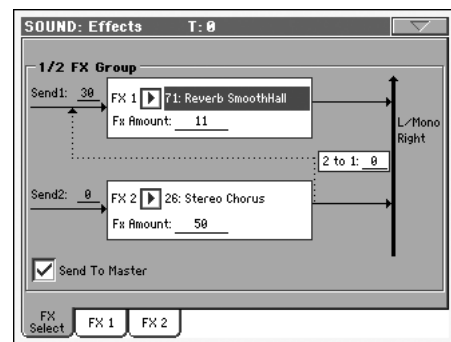 SOUND: Effects T: 0
1/2 FX Group
Send1: 30
FX 1 71: Reverb SmoothHall
Fx Amount: 11
L/Mono
Right
2 to 1: 0
Send2: 0
FX 2 26: Stereo Chorus
Fx Amount: 50
Send To Master
FX Select FX 1 FX 2